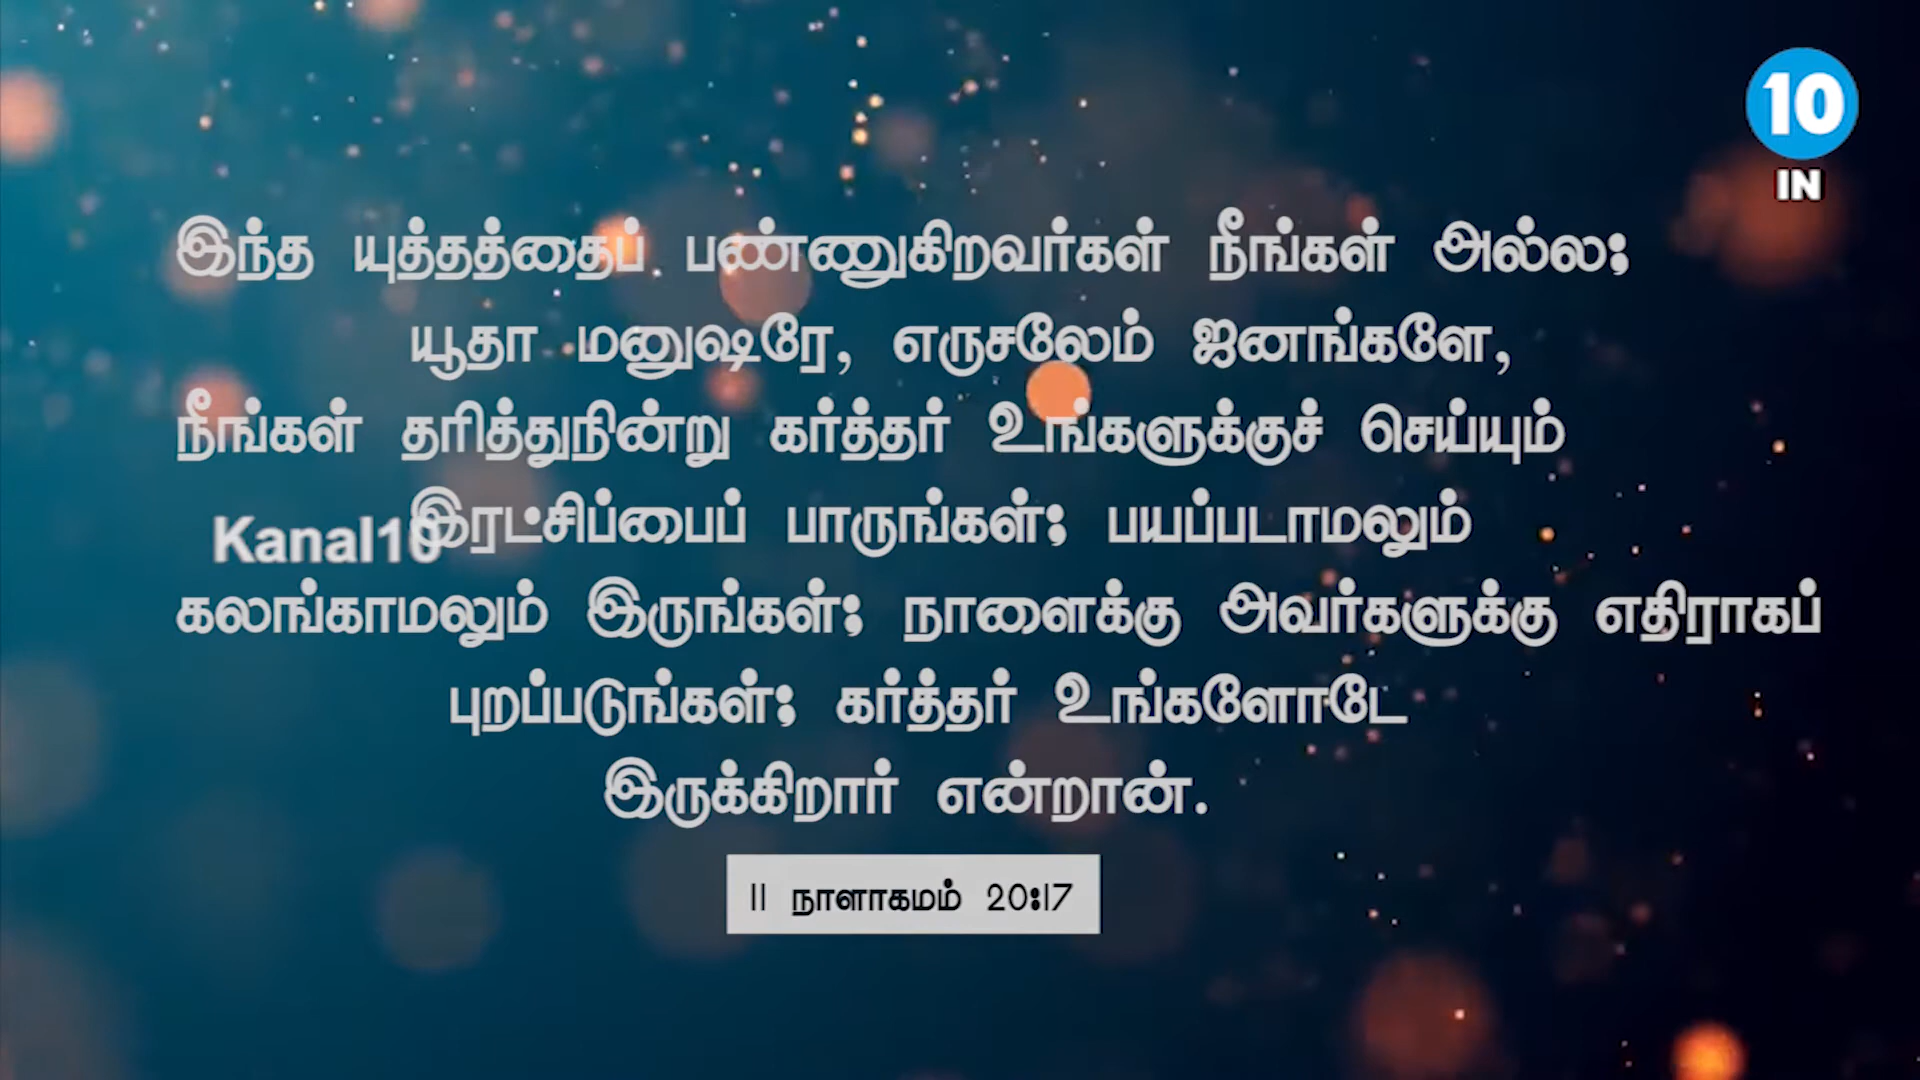 10
IN
இந்த யுத்தத்தைப் பண்ணுகிறவர்கள் நீங்கள் அல்ல;
யூதா மனுஷரே, எருசலேம் ஜனங்களே,
நீங்கள் தரித்துநின்று கர்த்தர் உங்களுக்குச் செய்யும்
Kanal10
இரட்சிப்பைப் பாருங்கள்; பயப்படாமலும்
கலங்காமலும் இருங்கள்; நாளைக்கு அவர்களுக்கு எதிராகப்
புறப்படுங்கள்; கர்த்தர் உங்களோடே
இருக்கிறார் என்றான்.
II நாளாகமம் 20:17